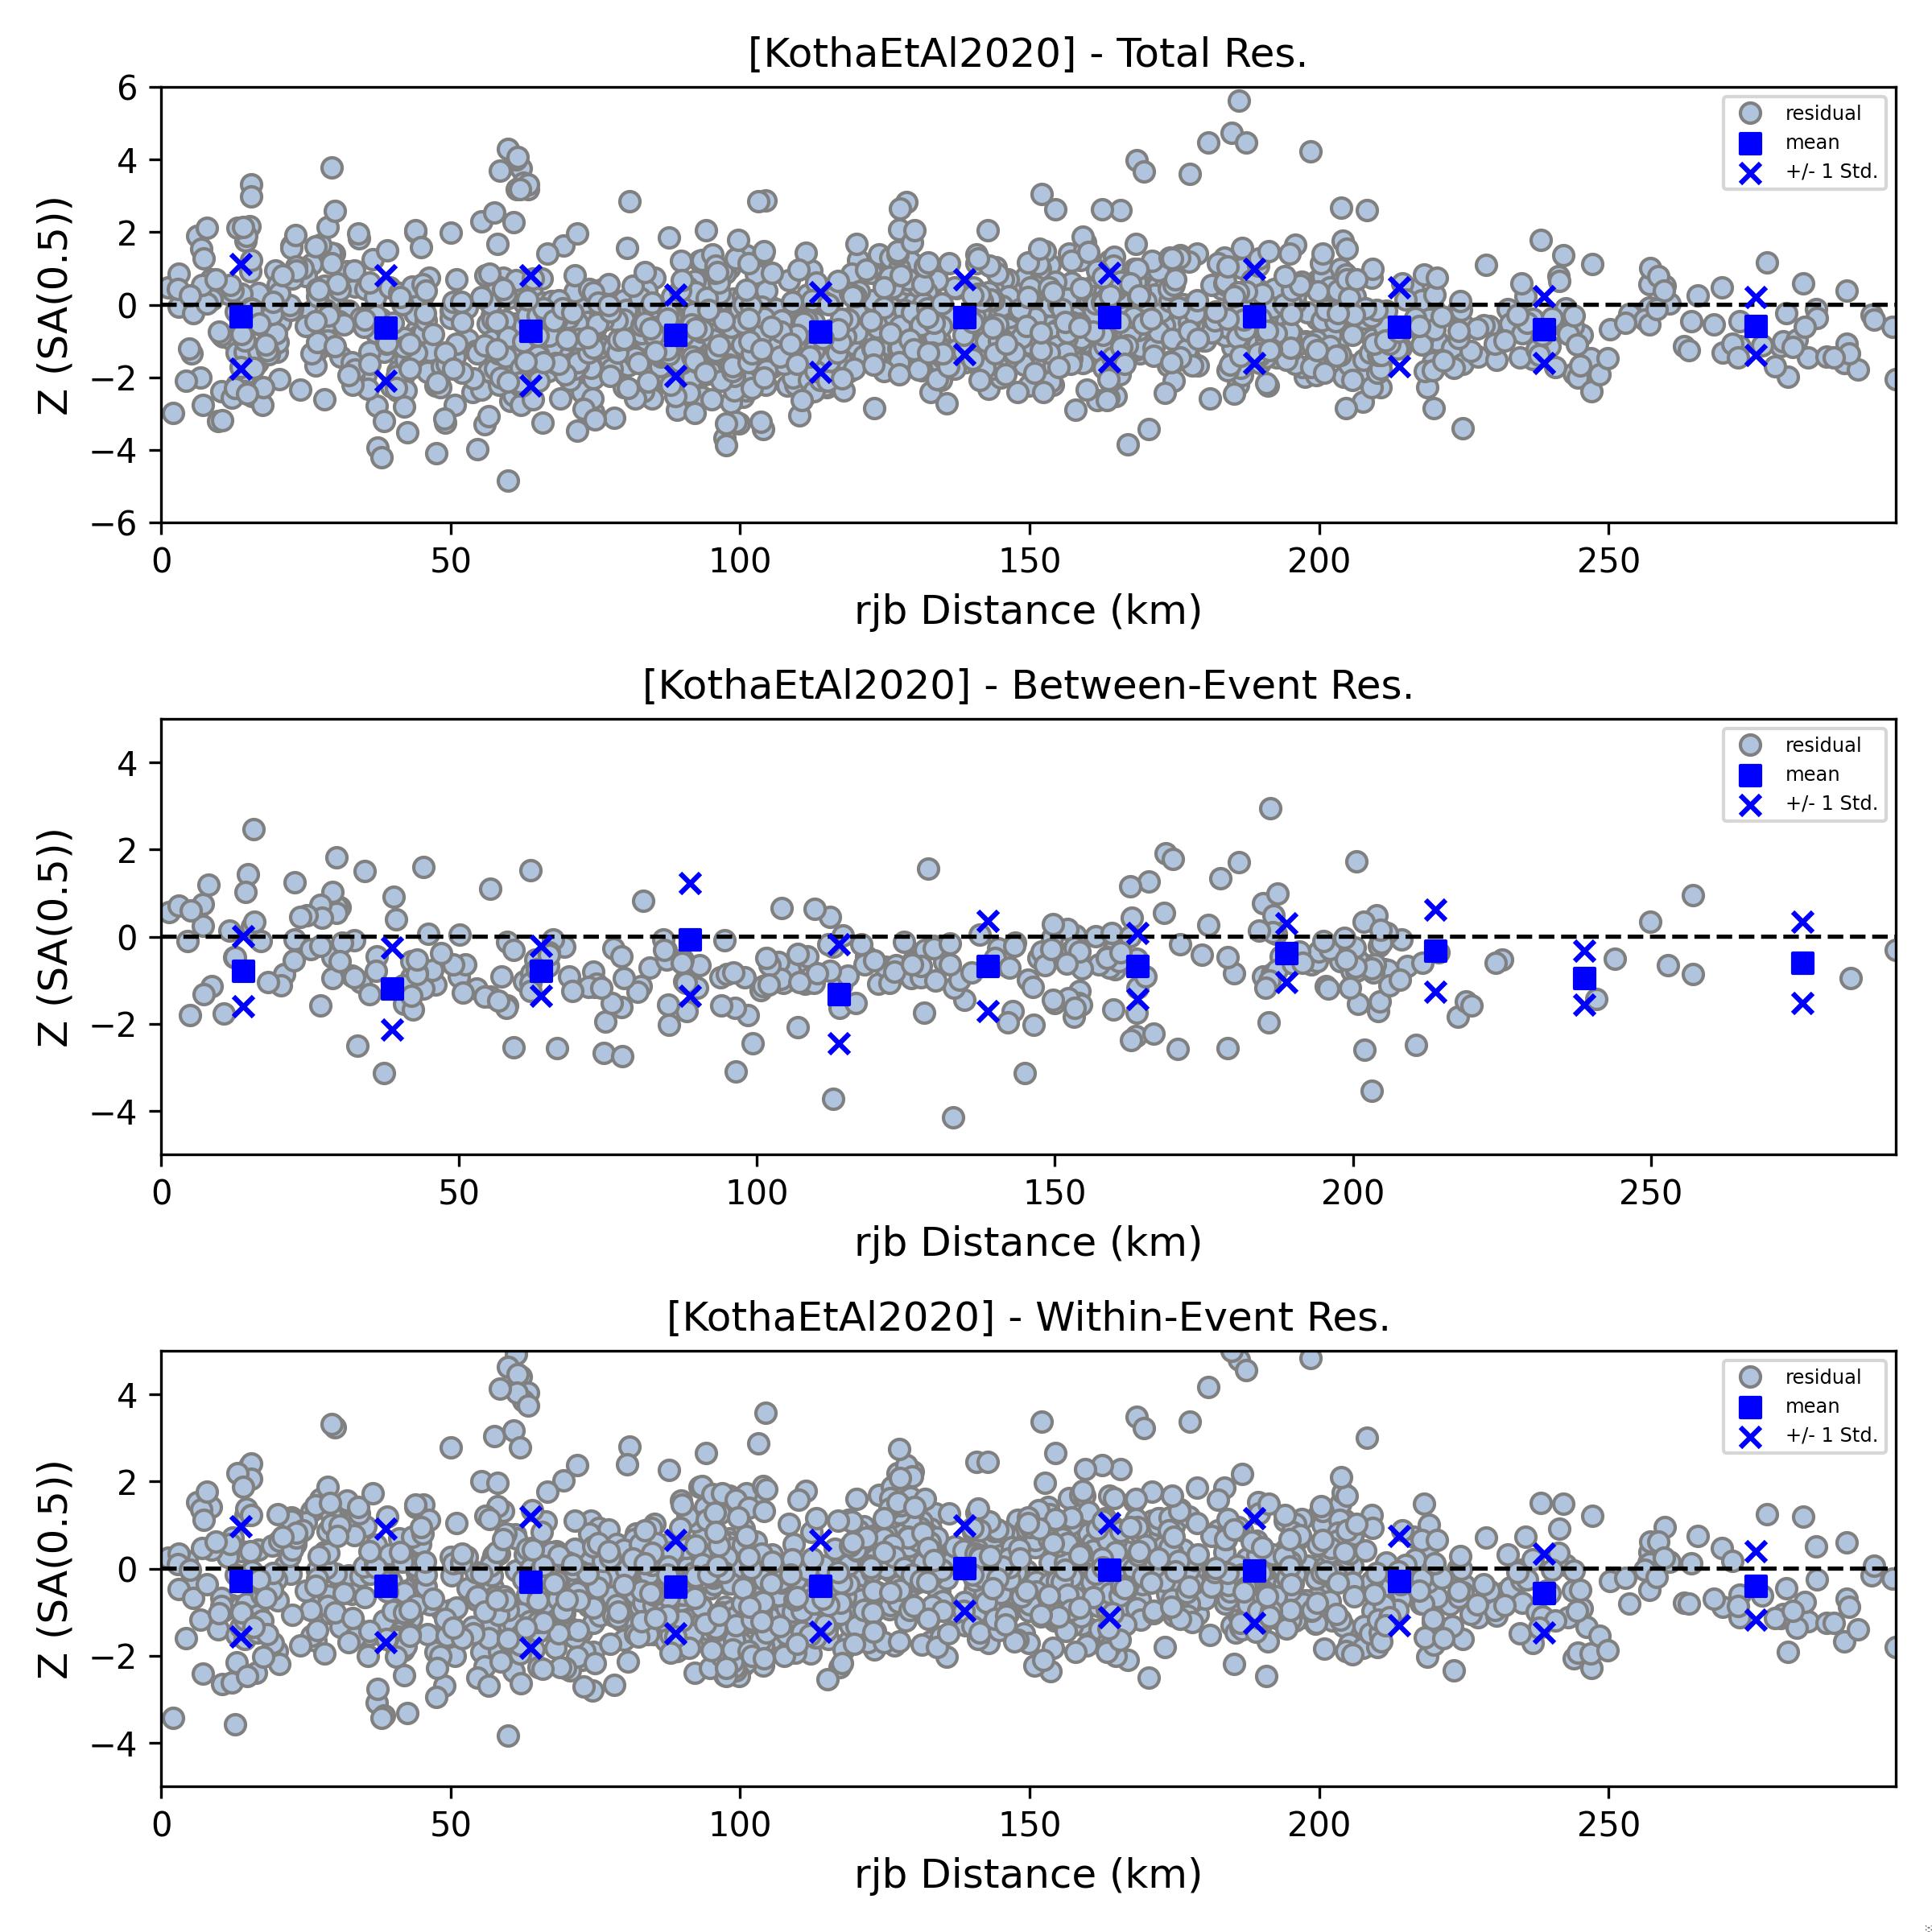 [KothaEtAl2020] - Total Res.
6
4
2
0
−2
−4
−6
Z (SA(0.5))
residual
mean
+/- 1 Std.
0 50 100 150 200 250
rjb Distance (km)
[KothaEtAl2020] - Between-Event Res.
4
2
0
−2
−4
Z (SA(0.5))
residual
mean
+/- 1 Std.
0 50 100 150 200 250
rjb Distance (km)
[KothaEtAl2020] - Within-Event Res.
4
2
0
−2
−4
Z (SA(0.5))
residual
mean
+/- 1 Std.
0 50 100 150 200 250
rjb Distance (km)